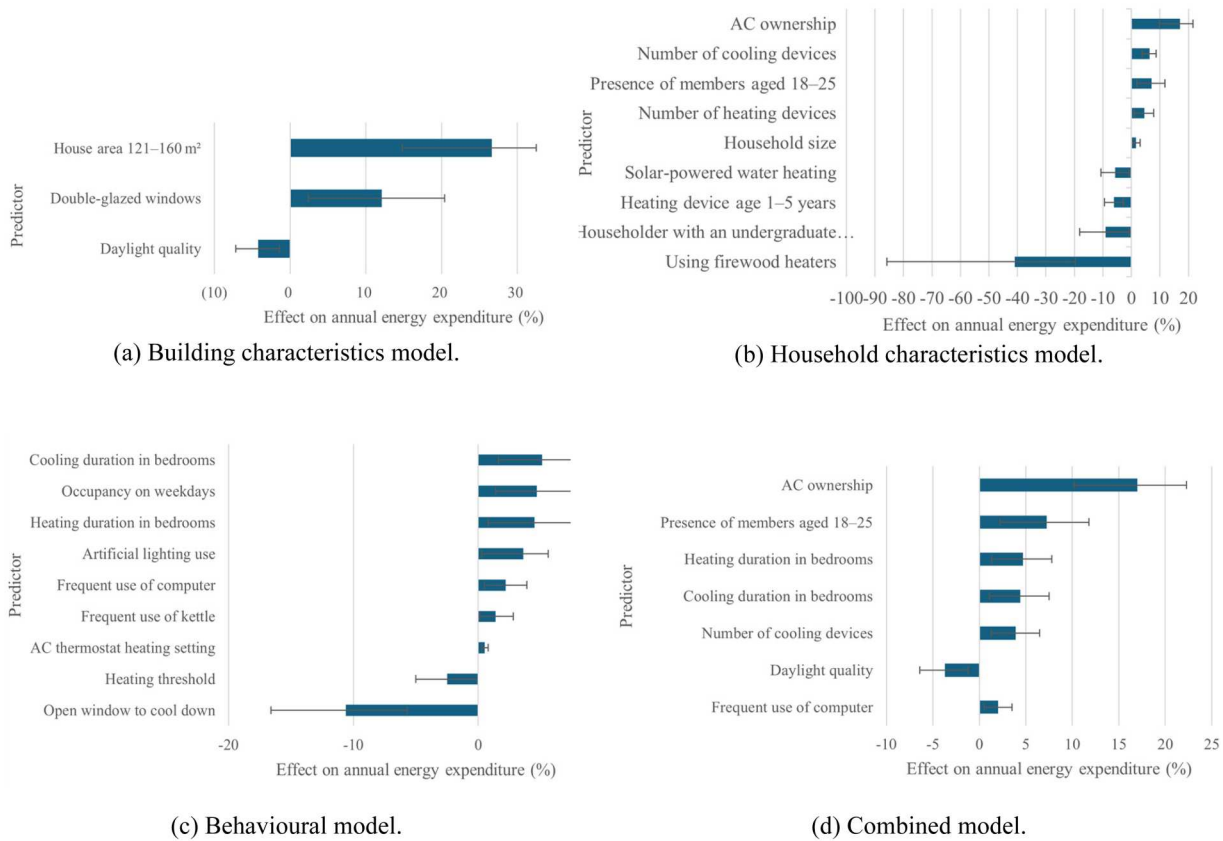 Predictor
House area 121–160 m²
Double-glazed windows
Daylight quality
(10) 0 10 20 30
Effect on annual energy expenditure (%)
(a) Building characteristics model.
Predictor
AC ownership
Number of cooling devices
Presence of members aged 18–25
Number of heating devices
Household size
Solar-powered water heating
Heating device age 1–5 years
Householder with an undergraduate…
Using firewood heaters
-100 -90 -80 -70 -60 -50 -40 -30 -20 -10 0 10 20
Effect on annual energy expenditure (%)
(b) Household characteristics model.
Predictor
Cooling duration in bedrooms
Occupancy on weekdays
Heating duration in bedrooms
Artificial lighting use
Frequent use of computer
Frequent use of kettle
AC thermostat heating setting
Heating threshold
Open window to cool down
-20 -10 0
Effect on annual energy expenditure (%)
(c) Behavioural model.
Predictor
AC ownership
Presence of members aged 18–25
Heating duration in bedrooms
Cooling duration in bedrooms
Number of cooling devices
Daylight quality
Frequent use of computer
-10 -5 0 5 10 15 20 25
Effect on annual energy expenditure (%)
(d) Combined model.